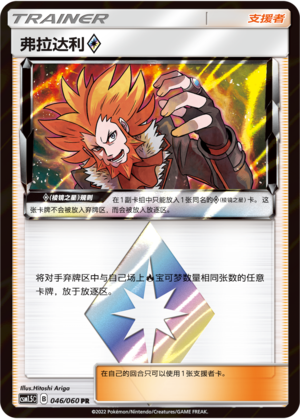 TRAINER 支援者
弗拉达利◇
◇(棱镜之星)规则 在1副卡组中只能放入1张同名的◇(棱镜之星)卡。这
张卡牌不会被放入弃牌区，而会被放入放逐区。
将对手弃牌区中与自己场上🔥宝可梦数量相同张数的任意
卡牌，放于放逐区。
Illus.Hitoshi Ariga
在自己的回合只可以使用1张支援者卡。
CSM1.5C B 046/060 PR
©2022 Pokémon/Nintendo/Creatures/GAME FREAK.